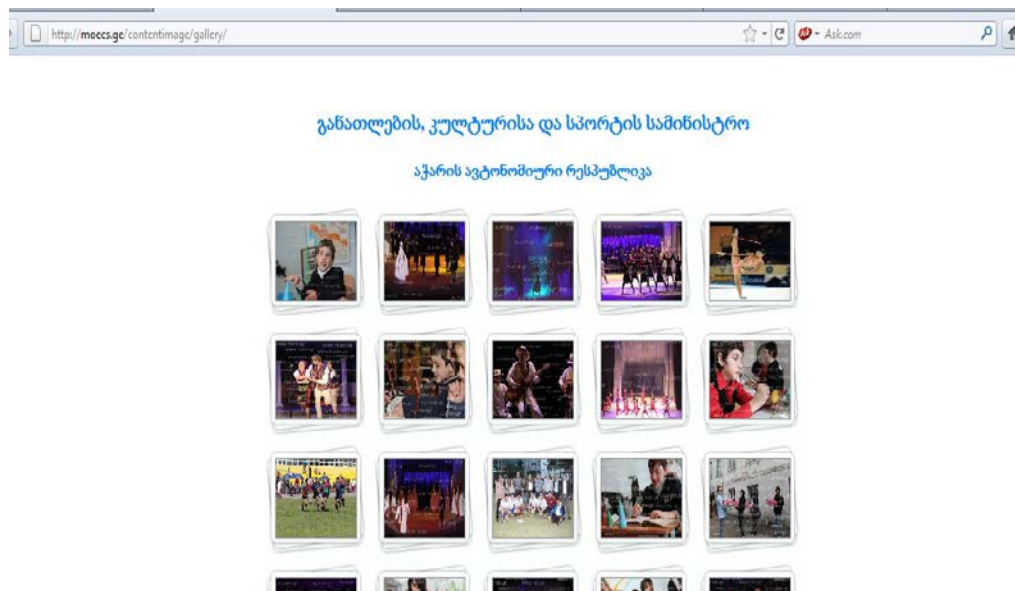 http://moecs.ge/contentimage/gallery/
Ask.com
განათლების, კულტურისა და სპორტის სამინისტრო
აჭარის ავტონომიური რესპუბლიკა